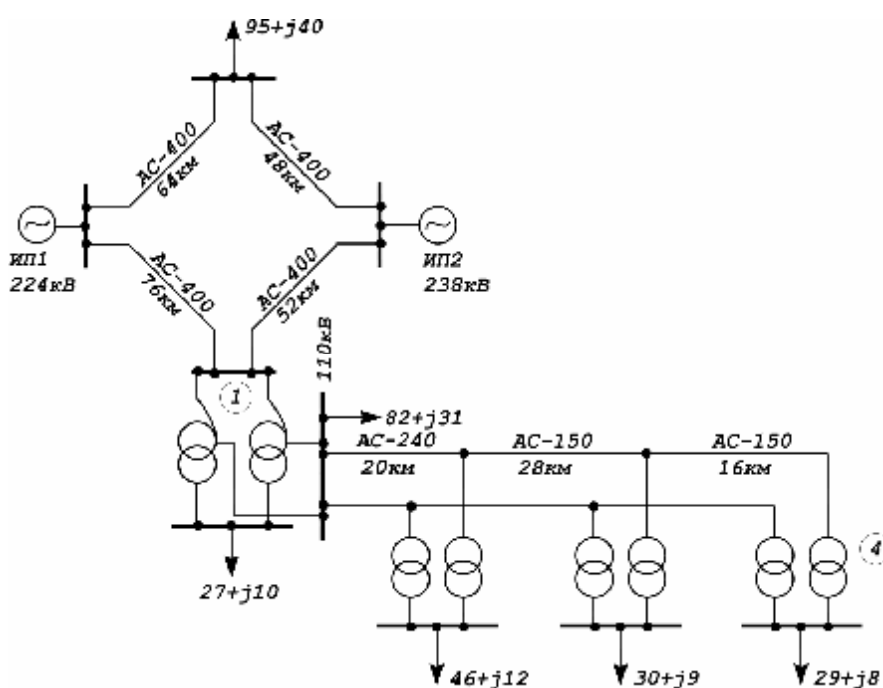 95+j40
АС-400
64км
АС-400
48км
ИП1
224кВ
ИП2
238кВ
АС-400
76км
АС-400
52км
1
110кВ
82+j31
АС-240
20км
АС-150
28км
АС-150
16км
4
27+j10
46+j12
30+j9
29+j8